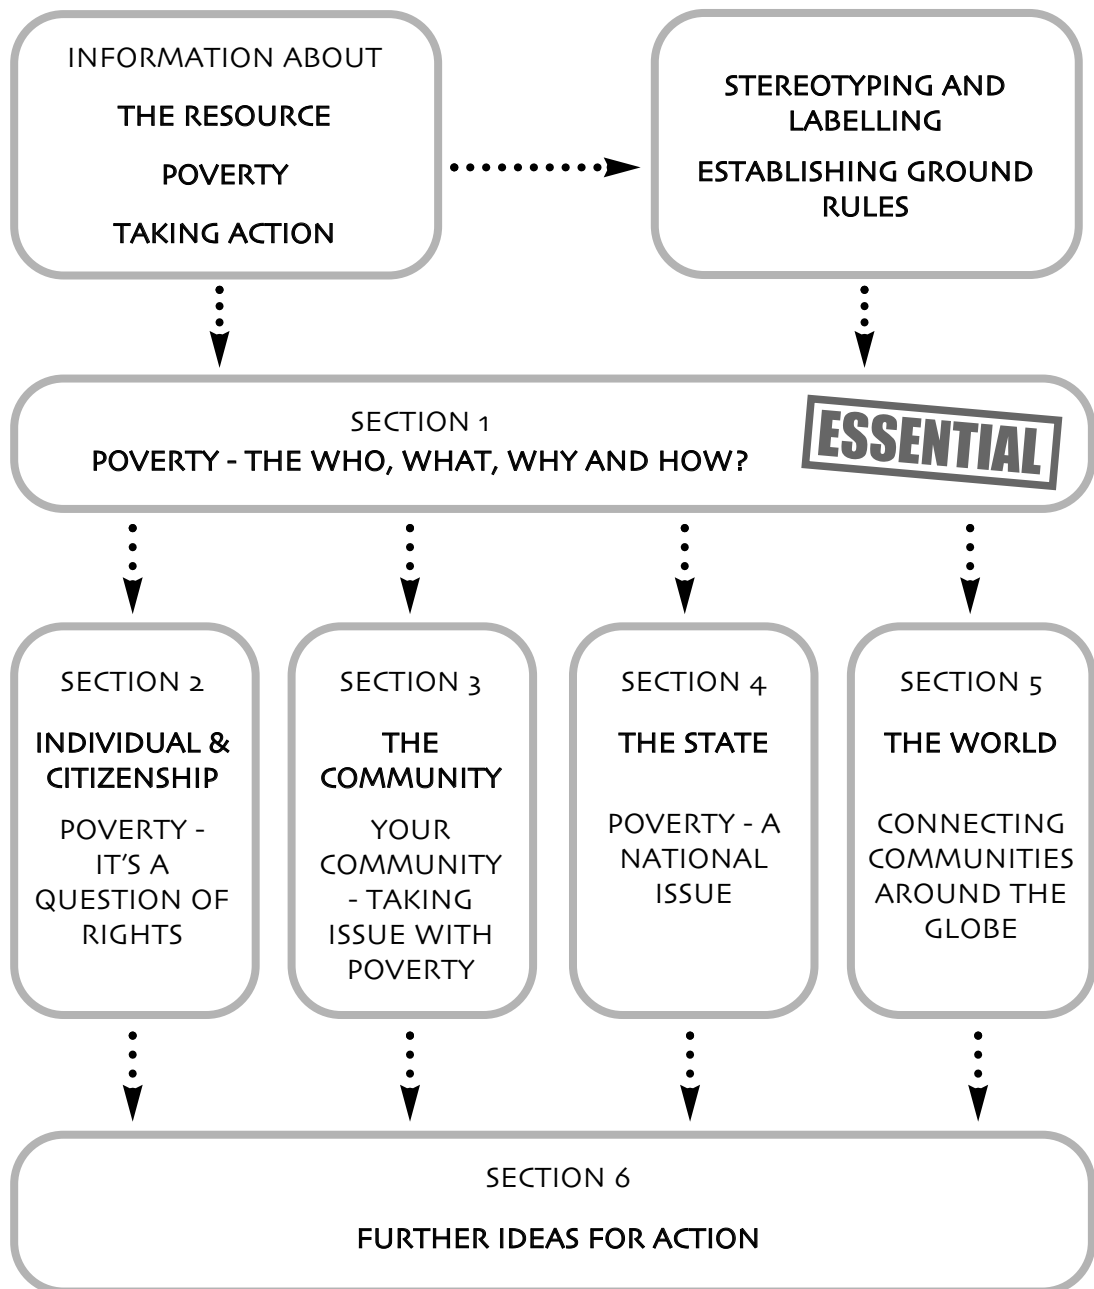 INFORMATION ABOUT
THE RESOURCE
POVERTY
TAKING ACTION
STEREOTYPING AND
LABELLING
ESTABLISHING GROUND
RULES
SECTION 1
POVERTY - THE WHO, WHAT, WHY AND HOW?
ESSENTIAL
SECTION 2
INDIVIDUAL &
CITIZENSHIP
POVERTY -
IT'S A
QUESTION OF
RIGHTS
SECTION 3
THE
COMMUNITY
YOUR
COMMUNITY
- TAKING
ISSUE WITH
POVERTY
SECTION 4
THE STATE
POVERTY - A
NATIONAL
ISSUE
SECTION 5
THE WORLD
CONNECTING
COMMUNITIES
AROUND THE
GLOBE
SECTION 6
FURTHER IDEAS FOR ACTION